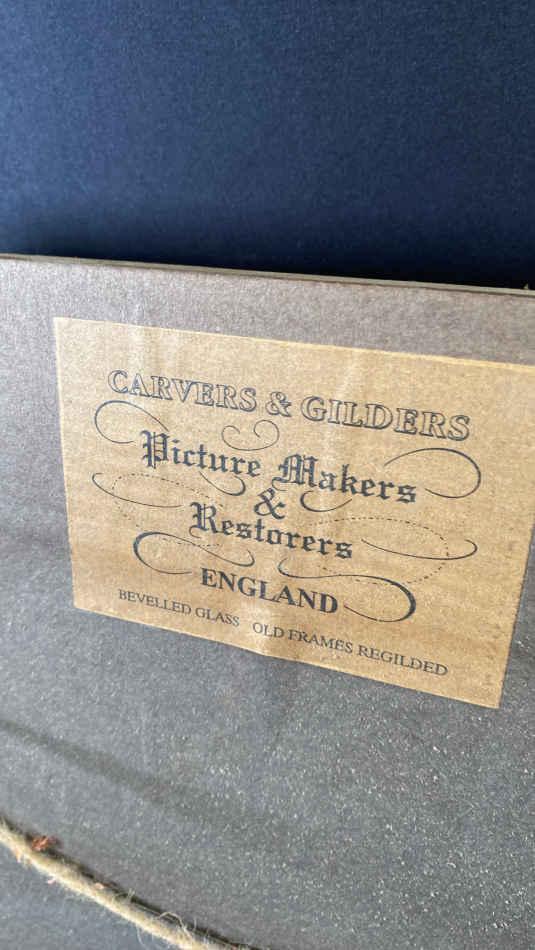 CARVERS & GILDERS
Picture Makers
&
Restorers
ENGLAND
BEVELLED GLASS OLD FRAMES REGILDED